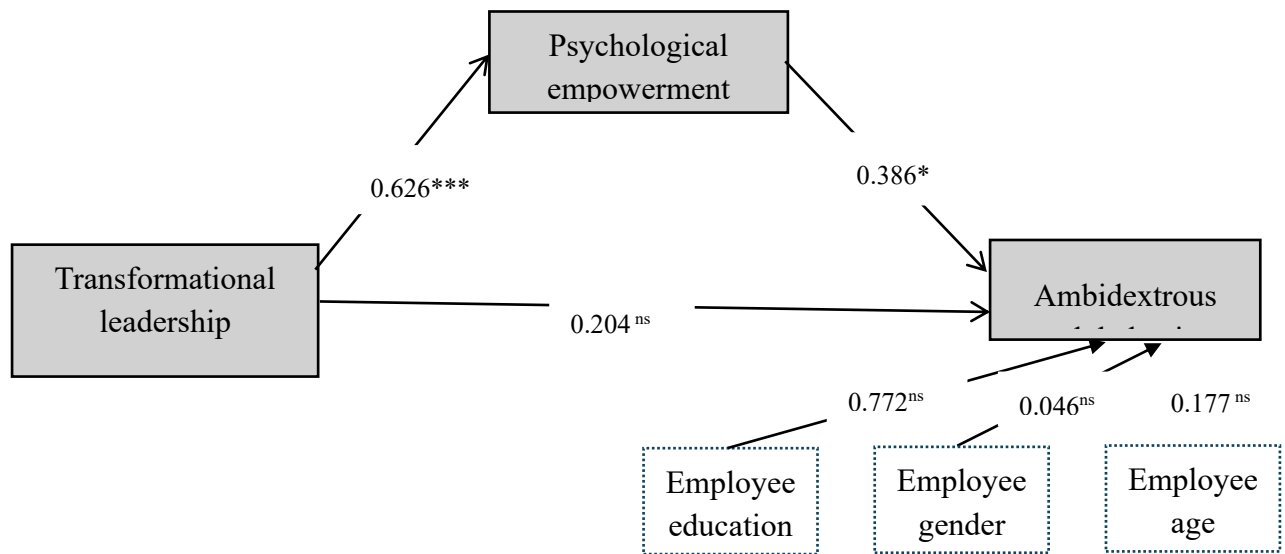 Psychological
empowerment
0.626***
0.386*
Transformational
leadership
Ambidextrous
0.204 ns
0.772ns
0.046ns
0.177 ns
Employee
education
Employee
gender
Employee
age